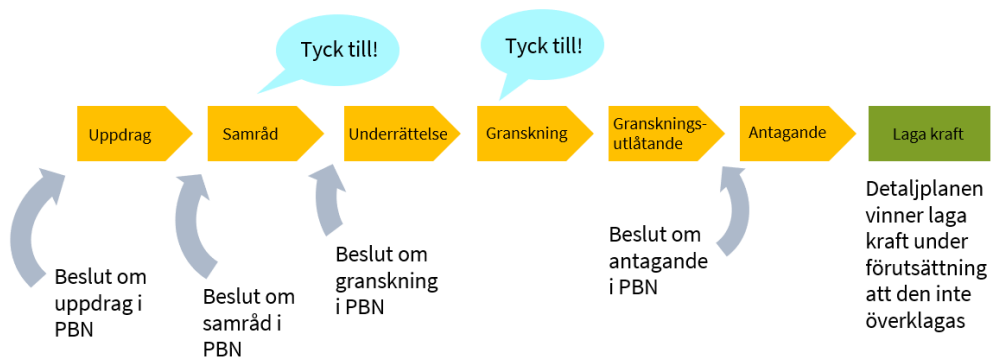 Tyck till!
Tyck till!
Uppdrag
Samråd
Underrättelse
Granskning
Gransknings-
utlåtande
Antagande
Laga kraft
Beslut om
uppdrag i
PBN
Beslut om
samråd i
PBN
Beslut om
granskning
i PBN
Beslut om
antagande
i PBN
Detaljplanen
vinner laga
kraft under
förutsättning
att den inte
överklagas